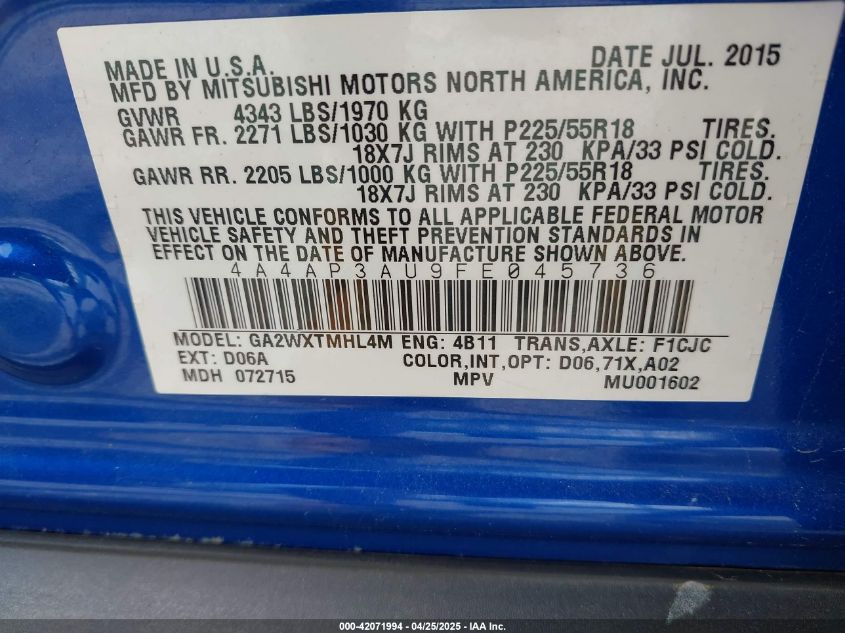 MADE IN U.S.A. DATE JUL. 2015
MFD BY MITSUBISHI MOTORS NORTH AMERICA, INC.
GVWR 4343 LBS/1970 KG
GAWR FR. 2271 LBS/1030 KG WITH P225/55R18 TIRES.
18X7J RIMS AT 230 KPA/33 PSI COLD.
GAWR RR. 2205 LBS/1000 KG WITH P225/55R18 TIRES.
18X7J RIMS AT 230 KPA/33 PSI COLD.
THIS VEHICLE CONFORMS TO ALL APPLICABLE FEDERAL MOTOR
VEHICLE SAFETY AND THEFT PREVENTION STANDARDS IN
EFFECT ON THE DATE OF MANUFACTURE SHOWN ABOVE.
4A4AP3AU9FE045736
MODEL: GA2WXTMHL4M ENG: 4B11 TRANS,AXLE: F1CJC
EXT: D06A COLOR,INT,OPT: D06,71X,A02
MDH 072715 MPV MU001602
000-42071994 - 04/25/2025 - IAA Inc.